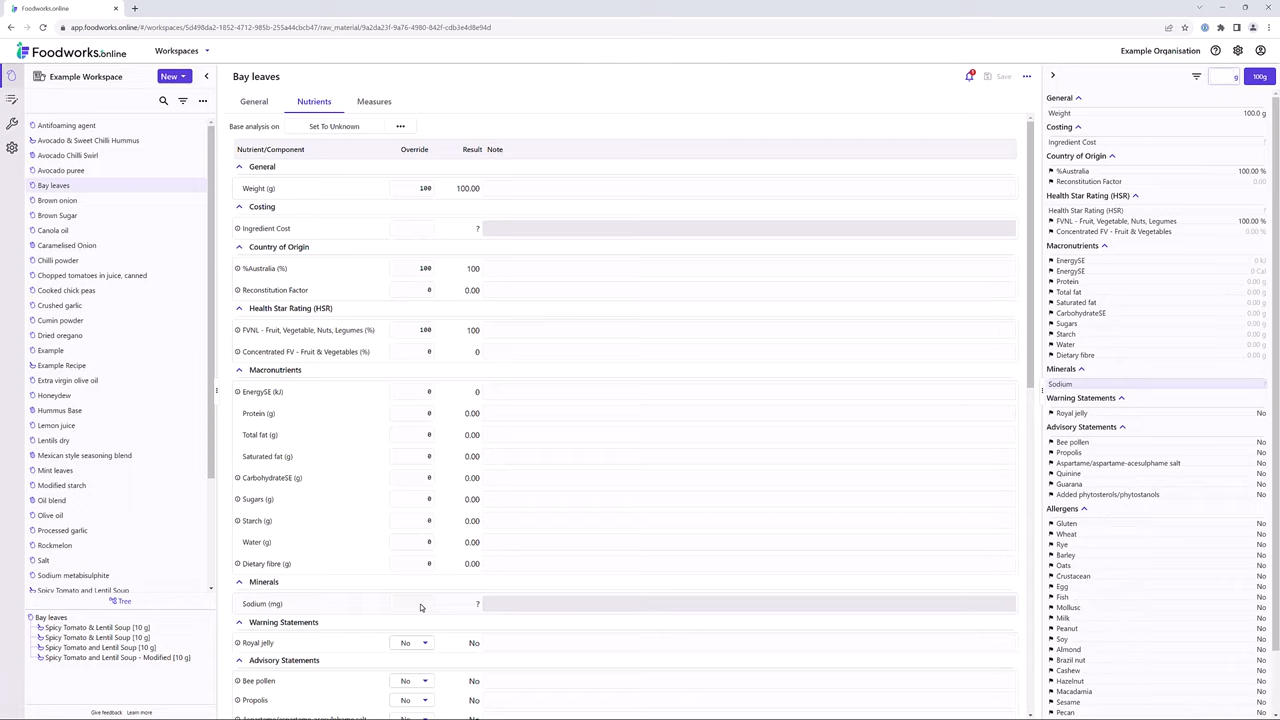 Foodworks.online
app.foodworks.online/#/workspaces/5d498da2-1852-4712-985b-255a44cbcb47/raw_material/9a2da23f-9a76-4980-842f-cdb3e4d8e94d
Foodworks.online
Workspaces
Example Organisation
Example Workspace
New
Antifoaming agent
Avocado & Sweet Chilli Hummus
Avocado Chilli Swirl
Avocado puree
Bay leaves
Brown onion
Brown Sugar
Canola oil
Caramelised Onion
Chilli powder
Chopped tomatoes in juice, canned
Cooked chick peas
Crushed garlic
Cumin powder
Dried oregano
Example
Example Recipe
Extra virgin olive oil
Honeydew
Hummus Base
Lemon juice
Lentils dry
Mexican style seasoning blend
Mint leaves
Modified starch
Oil blend
Olive oil
Processed garlic
Rockmelon
Salt
Sodium metabisulphite
Spicy Tomato and Lentil Soup
Tree
Bay leaves
Spicy Tomato & Lentil Soup [10 g]
Spicy Tomato & Lentil Soup [10 g]
Spicy Tomato and Lentil Soup [10 g]
Spicy Tomato and Lentil Soup - Modified [10 g]
Give feedback Learn more
Bay leaves
Save
General Nutrients Measures
Base analysis on Set To Unknown
Nutrient/Component Override Result Note
General
Weight (g) 100 100.00
Costing
Ingredient Cost ?
Country of Origin
%Australia (%) 100 100
Reconstitution Factor 0 0.00
Health Star Rating (HSR)
FVNL - Fruit, Vegetable, Nuts, Legumes (%) 100 100
Concentrated FV - Fruit & Vegetables (%) 0 0
Macronutrients
EnergySE (kJ) 0 0
Protein (g) 0 0.00
Total fat (g) 0 0.00
Saturated fat (g) 0 0.00
CarbohydrateSE (g) 0 0.00
Sugars (g) 0 0.00
Starch (g) 0 0.00
Water (g) 0 0.00
Dietary fibre (g) 0 0.00
Minerals
Sodium (mg) ?
Warning Statements
Royal jelly No No
Advisory Statements
Bee pollen No No
Propolis No No
g 100g
General
Weight 100.0 g
Costing
Ingredient Cost ?
Country of Origin
%Australia 100.00 %
Reconstitution Factor 0.00
Health Star Rating (HSR)
Health Star Rating (HSR) ?
FVNL - Fruit, Vegetable, Nuts, Legumes 100.00 %
Concentrated FV - Fruit & Vegetables 0.00
Macronutrients
EnergySE 0 kJ
EnergySE 0 Cal
Protein 0.00 g
Total fat 0.00 g
Saturated fat 0.00 g
CarbohydrateSE 0.00 g
Sugars 0.00 g
Starch 0.00 g
Water 0.00 g
Dietary fibre 0.00 g
Minerals
Sodium ?
Warning Statements
Royal jelly No
Advisory Statements
Bee pollen No
Propolis No
Aspartame/aspartame-acesulphame salt No
Quinine No
Guarana No
Added phytosterols/phytostanols No
Allergens
Gluten No
Wheat No
Rye No
Barley No
Oats No
Crustacean No
Egg No
Fish No
Mollusc No
Milk No
Peanut No
Soy No
Almond No
Brazil nut No
Cashew No
Hazelnut No
Macadamia No
Sesame No
Pecan No